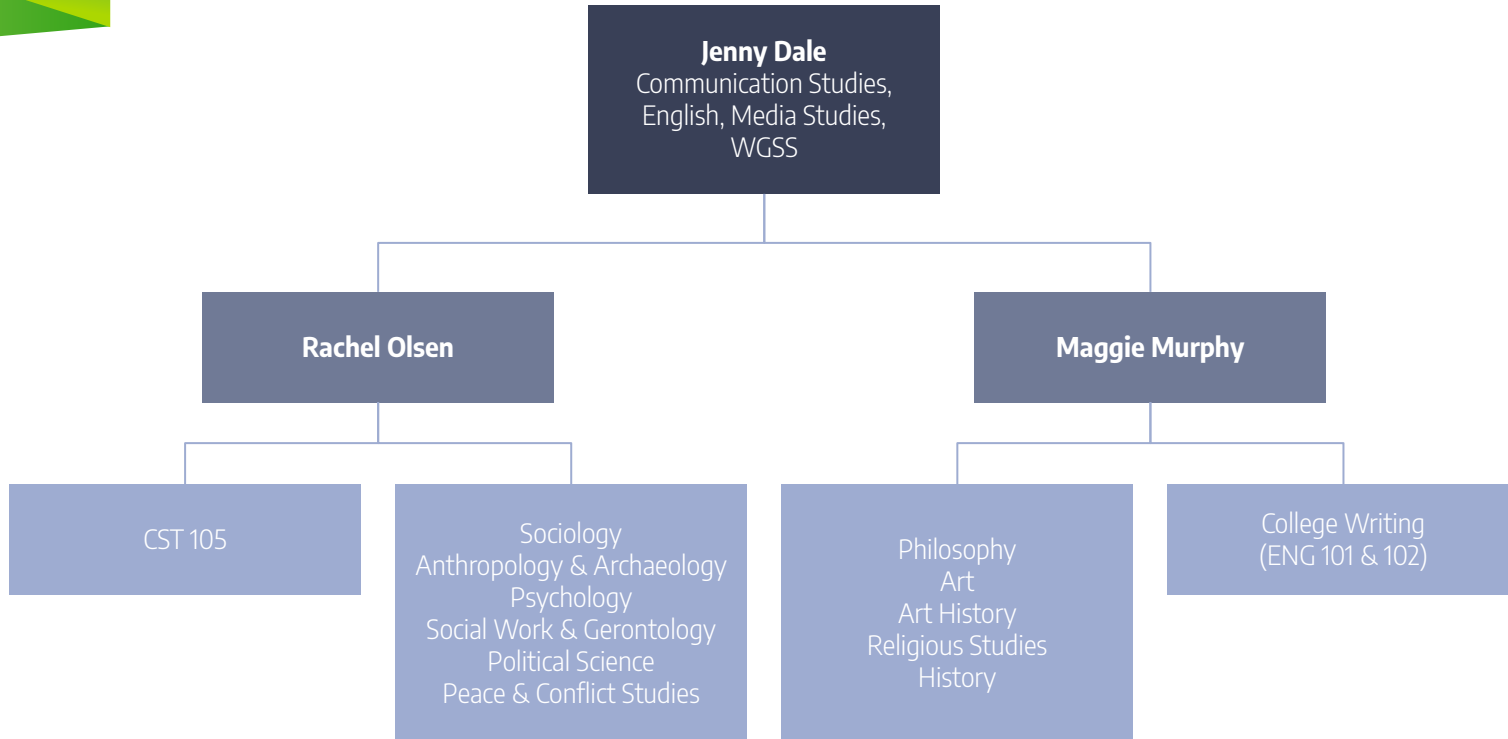 Jenny Dale
Communication Studies,
English, Media Studies,
WGSS
Rachel Olsen
Maggie Murphy
CST 105
Sociology
Anthropology & Archaeology
Psychology
Social Work & Gerontology
Political Science
Peace & Conflict Studies
Philosophy
Art
Art History
Religious Studies
History
College Writing
(ENG 101 & 102)